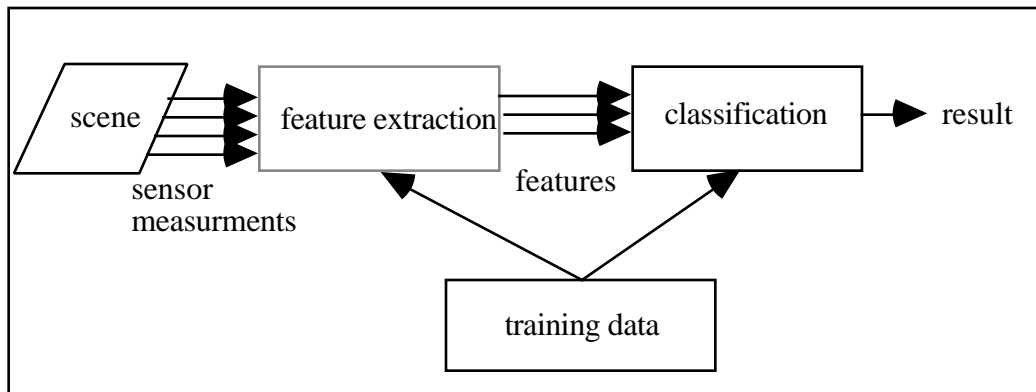 scene
feature extraction
classification
result
sensor
measurments
features
training data